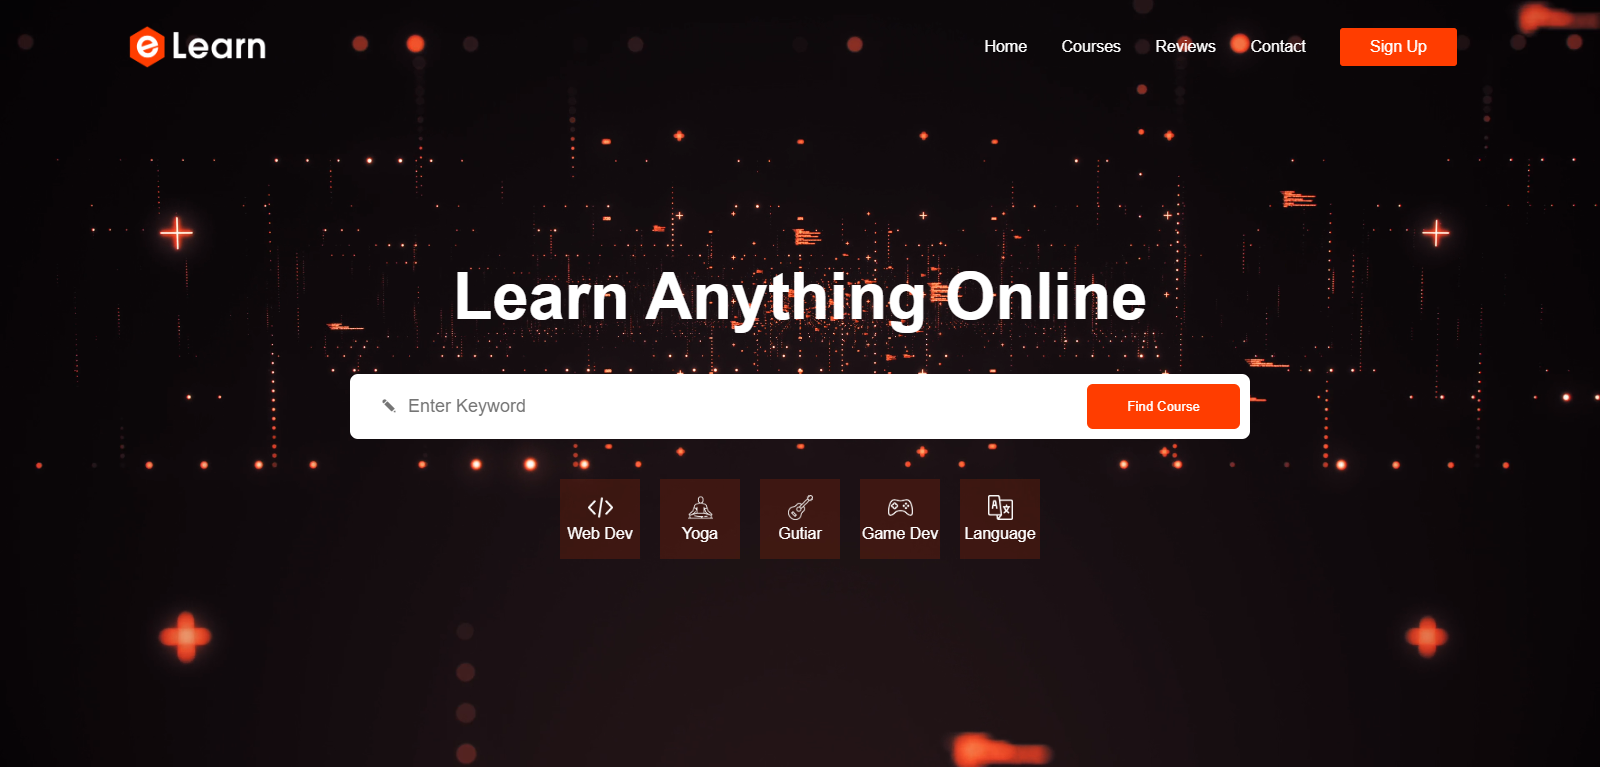 e Learn
Home Courses Reviews Contact Sign Up
Learn Anything Online
Enter Keyword Find Course
Web Dev Yoga Gutiar Game Dev Language